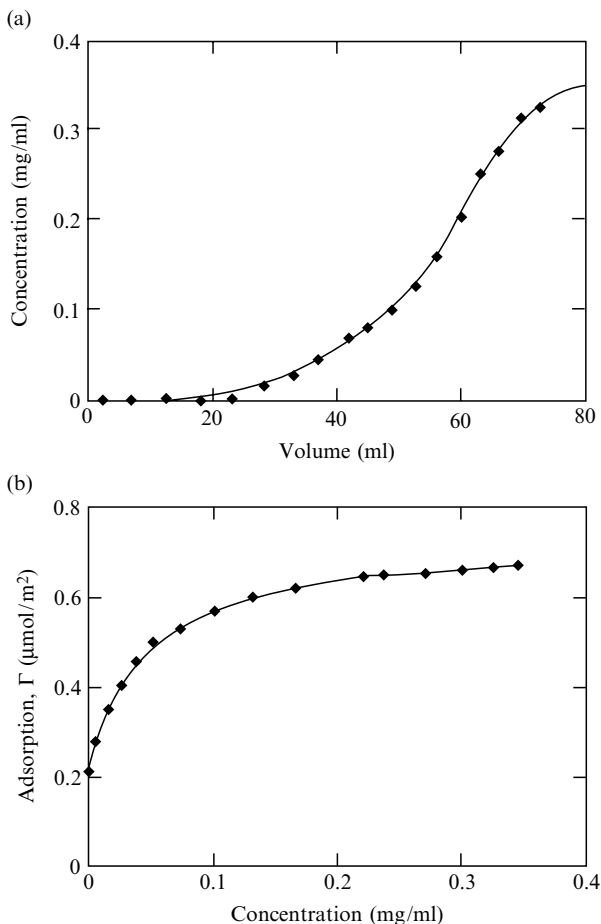 (a)
0.4
0.3
0.2
0.1
0
0 20 40 60 80
Concentration (mg/ml)
Volume (ml)
(b)
0.8
0.6
0.4
0.2
0
0 0.1 0.2 0.3 0.4
Adsorption, Γ (μmol/m²)
Concentration (mg/ml)